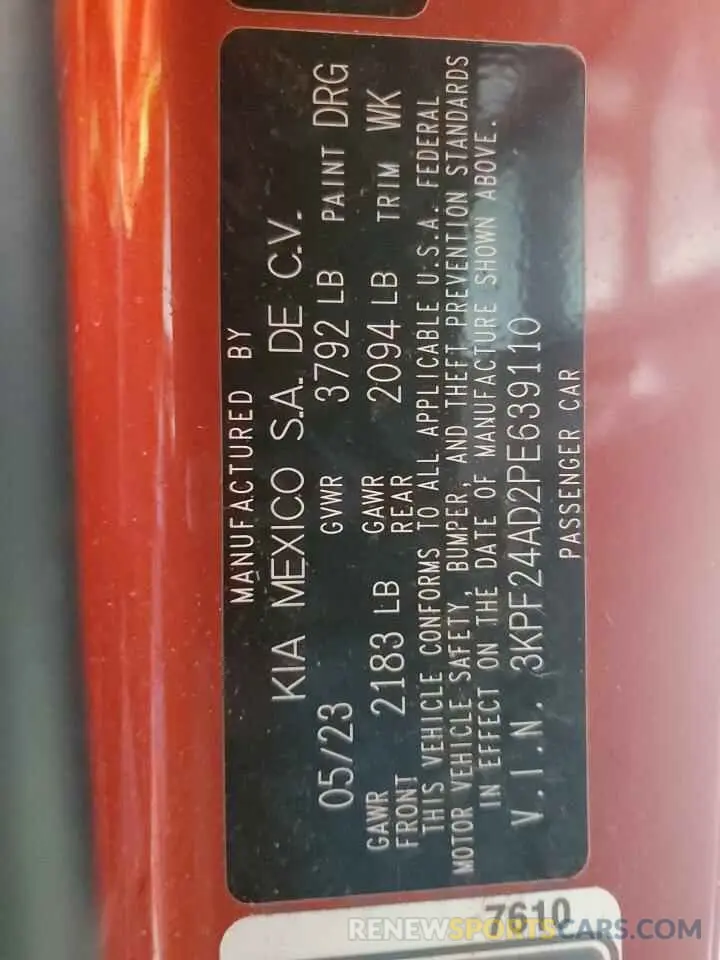 MANUFACTURED BY
KIA MEXICO S.A. DE C.V.
05/23 GVWR 3792 LB PAINT DRG
GAWR FRONT 2183 LB GAWR REAR 2094 LB TRIM WK
THIS VEHICLE CONFORMS TO ALL APPLICABLE U.S.A. FEDERAL
MOTOR VEHICLE SAFETY, BUMPER, AND THEFT PREVENTION STANDARDS
IN EFFECT ON THE DATE OF MANUFACTURE SHOWN ABOVE.
V.I.N. 3KPF24AD2PE639110
PASSENGER CAR
7610
RENEWSPORTSCARS.COM